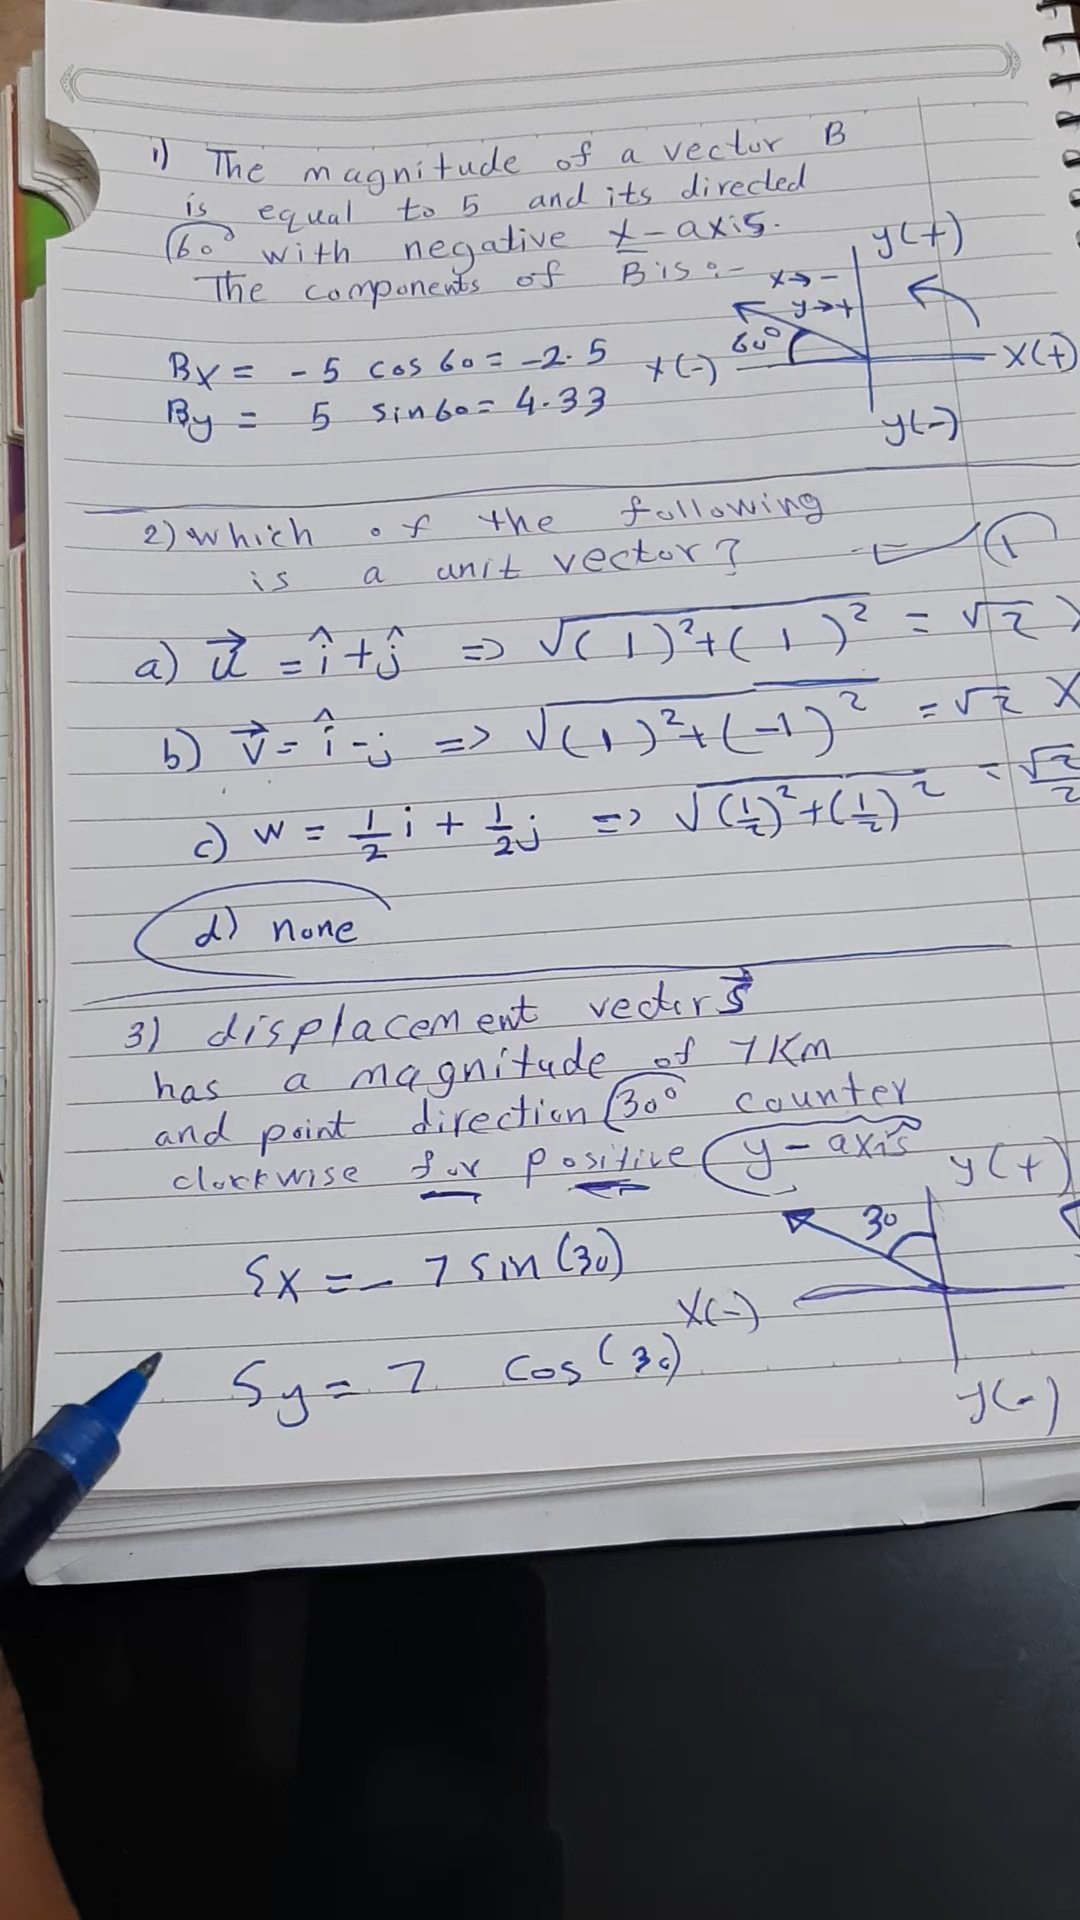 1) The magnitude of a vector B
is equal to 5 and its directed
60° with negative x-axis.
The components of B is:-
x→-
y→+
y(+)
60°
x(-)
x(+)
y(-)
Bx = -5 cos 60 = -2.5
By = 5 sin 60 = 4.33
2) which of the following
is a unit vector?
1
a) u⃗ = î + ĵ => √(1)²+(1)² = √2 X
b) v⃗ = î - j => √(1)²+(-1)² = √2 X
c) w = 1/2 i + 1/2 j => √(1/2)²+(1/2)² = √2/2
d) none
3) displacement vector s⃗
has a magnitude of 7 Km
and point direction 30° counter
clockwise for positive y-axis
y(+)
30
x(-)
y(-)
Sx = - 7 sin (30)
Sy = 7 cos (30)